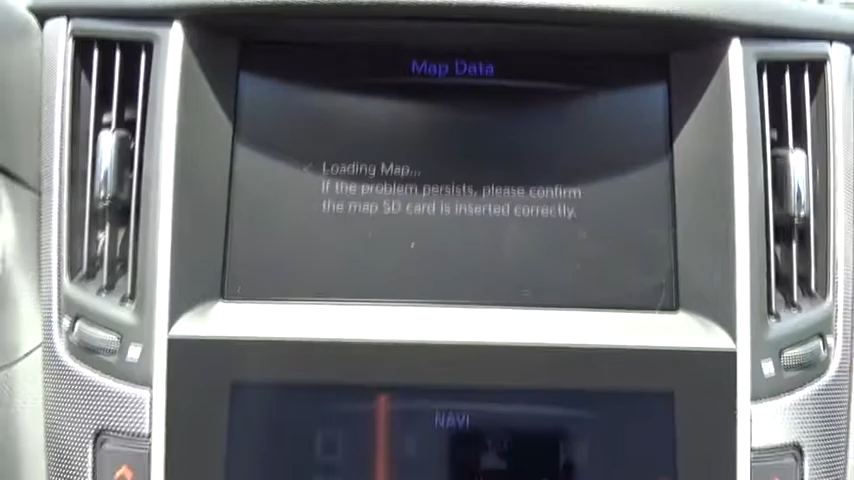 Map Data
Loading Map...
If the problem persists, please confirm
the map SD card is inserted correctly.
NAVI